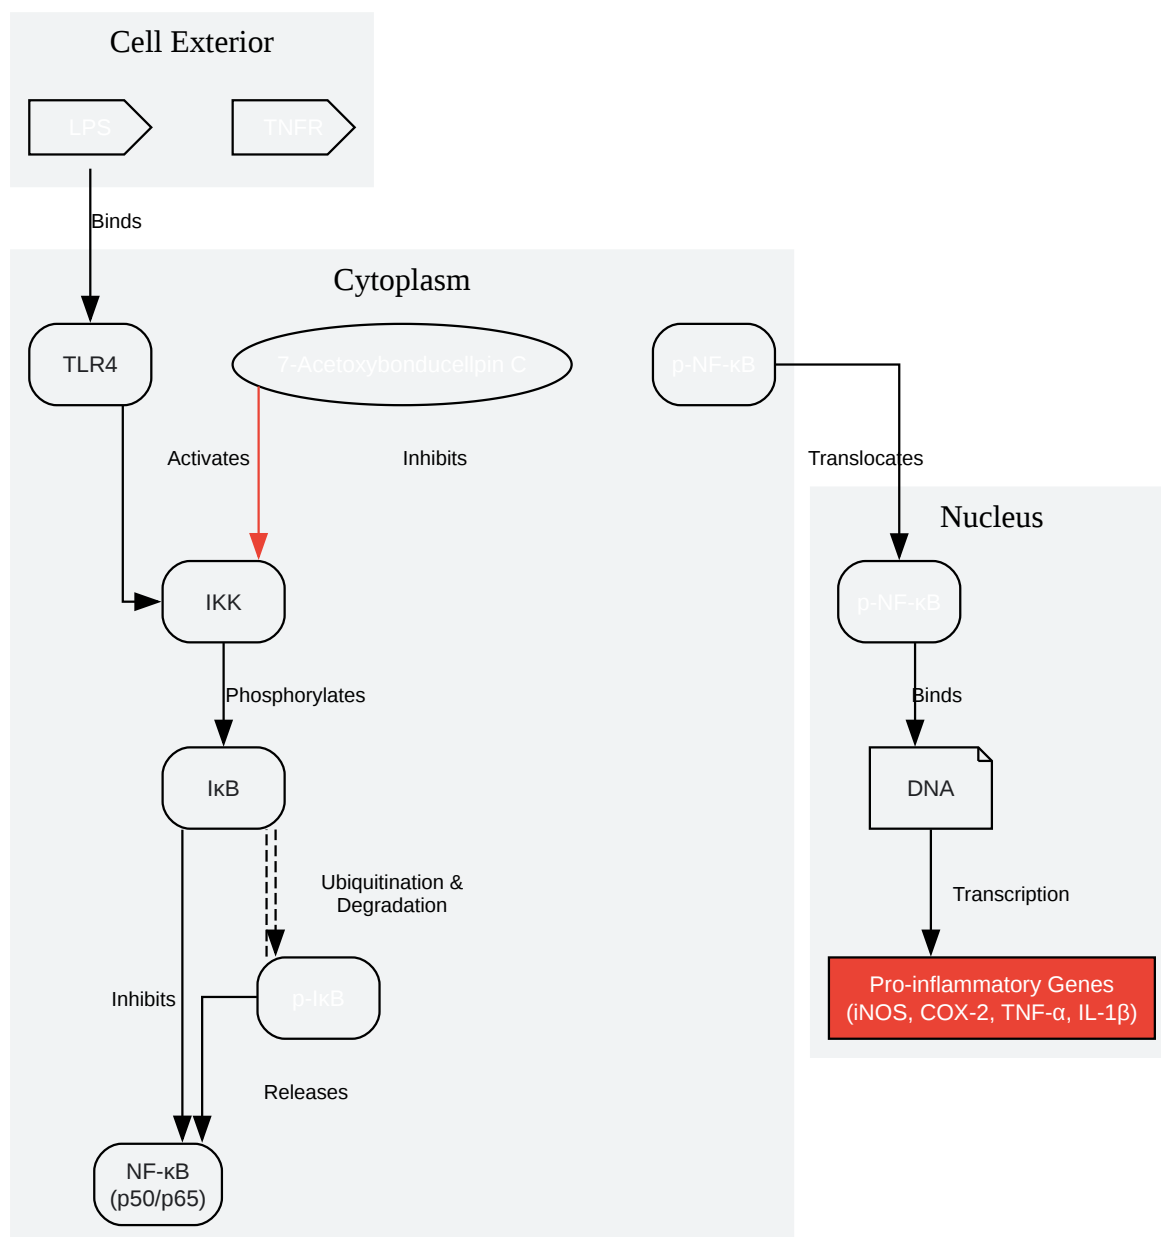 Cell Exterior
LPS
TNFR
Binds
Cytoplasm
TLR4
7-Acetoxybonducellpin C
p-NF-κB
Activates
Inhibits
Translocates
Nucleus
IKK
p-NF-κB
Phosphorylates
Binds
IκB
DNA
Ubiquitination &
Degradation
Transcription
Inhibits
p-IκB
Pro-inflammatory Genes
(iNOS, COX-2, TNF-α, IL-1β)
Releases
NF-κB
(p50/p65)